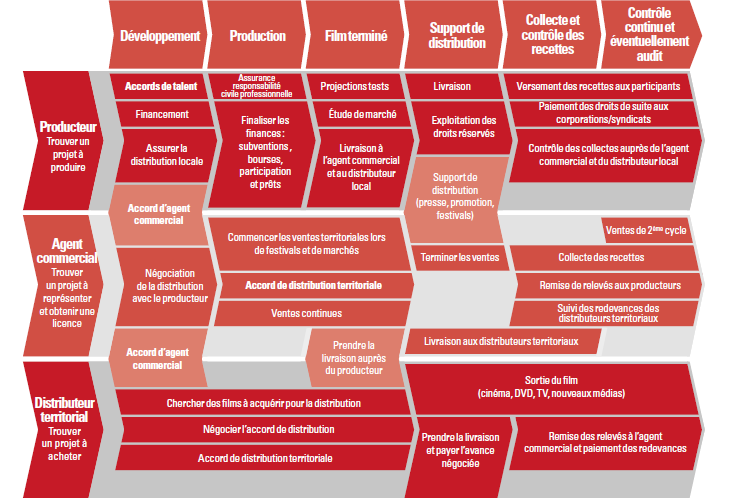 Développement
Production
Film terminé
Support de
distribution
Collecte et
contrôle des
recettes
Contrôle
continu et
éventuellement
audit
Producteur
Trouver un
projet à
produire
Accords de talent
Financement
Assurer la
distribution locale
Assurance
responsabilité
civile professionnelle
Finaliser les
finances :
subventions ,
bourses,
participation
et prêts
Projections tests
Étude de marché
Livraison à
l'agent commercial
et au distributeur
local
Livraison
Exploitation des
droits réservés
Support de
distribution
(presse, promotion,
festivals)
Versement des recettes aux participants
Paiement des droits de suite aux
corporations/syndicats
Contrôle des collectes auprès de l'agent
commercial et du distributeur local
Accord d'agent
commercial
Agent
commercial
Trouver
un projet à
représenter
et obtenir une
licence
Négociation
de la distribution
avec le producteur
Commencer les ventes territoriales lors
de festivals et de marchés
Accord de distribution territoriale
Ventes continues
Terminer les ventes
Ventes de 2ème cycle
Collecte des recettes
Remise de relevés aux producteurs
Suivi des redevances des
distributeurs territoriaux
Livraison aux distributeurs territoriaux
Accord d'agent
commercial
Prendre la
livraison auprès
du producteur
Distributeur
territorial
Trouver
un projet à
acheter
Sortie du film
(cinéma, DVD, TV, nouveaux médias)
Chercher des films à acquérir pour la distribution
Négocier l'accord de distribution
Accord de distribution territoriale
Prendre la livraison
et payer l'avance
négociée
Remise des relevés à l'agent
commercial et paiement des redevances